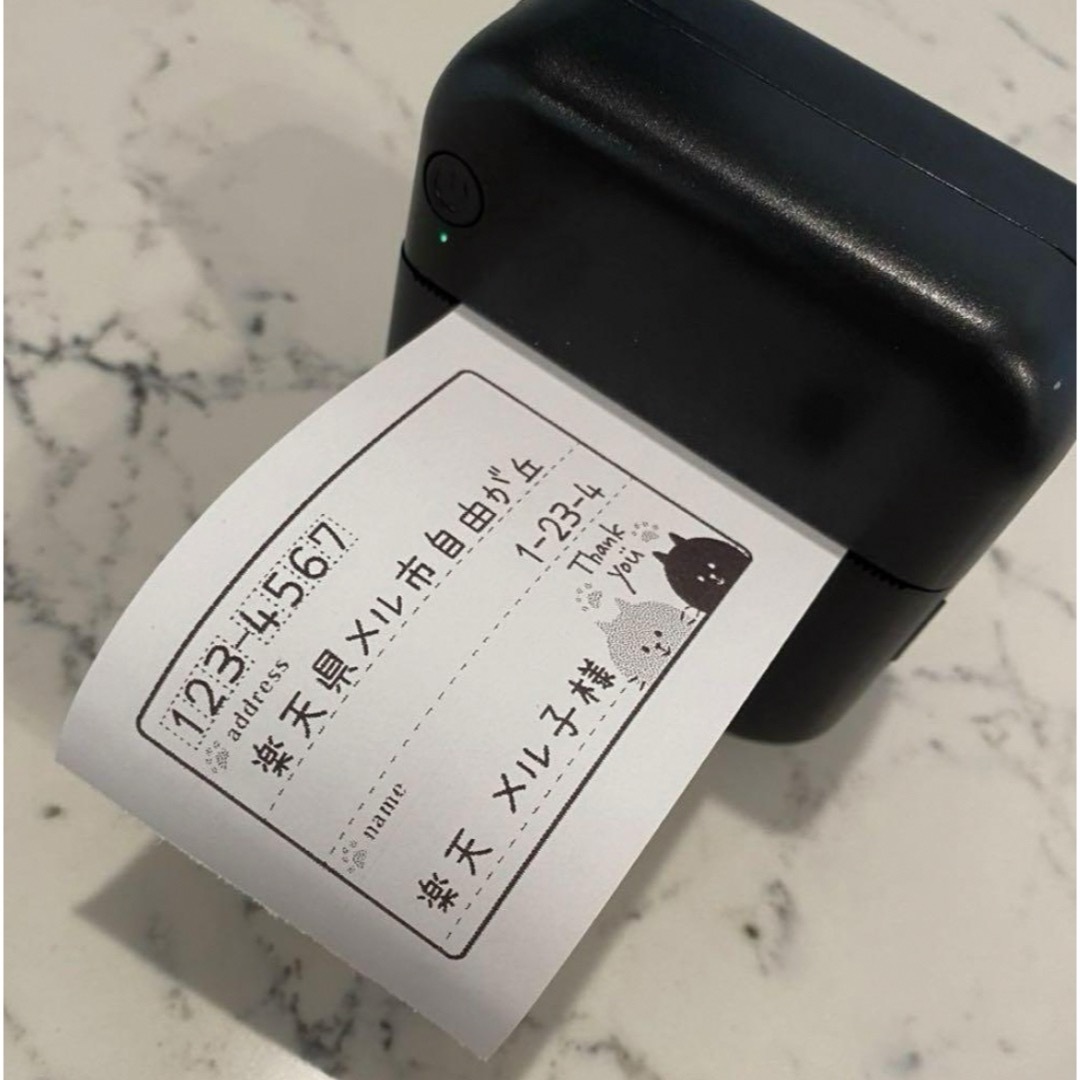 123-4567
address
楽天県メル市自由が丘
1-23-4
Thank
you
name
楽天 メル子様